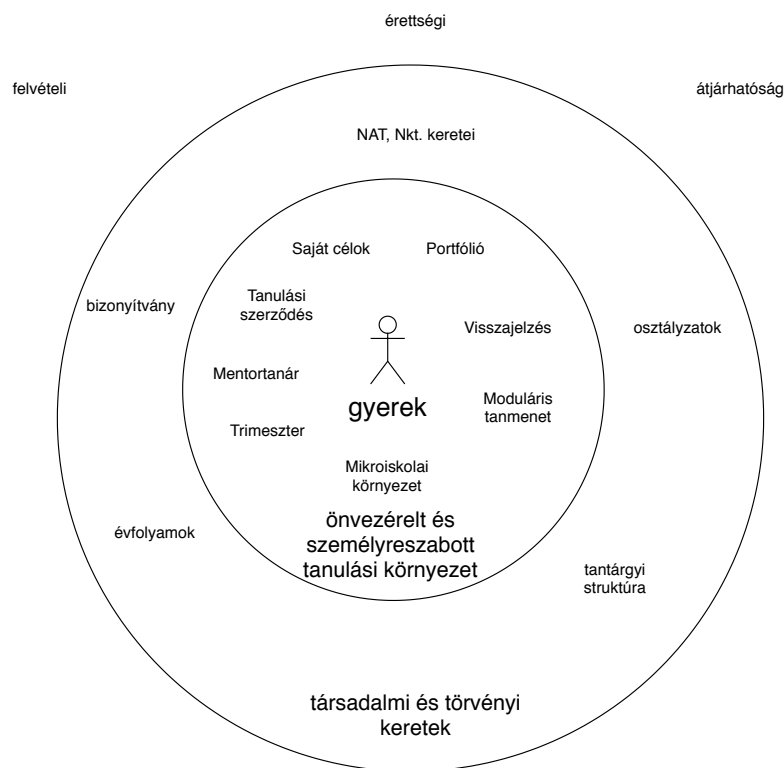 érettségi
felvételi
átjárhatóság
NAT, Nkt. keretei
Saját célok
Portfólió
Tanulási
szerződés
bizonyítvány
Visszajelzés
osztályzatok
Mentortanár
gyerek
Moduláris
tanmenet
Trimeszter
Mikroiskolai
környezet
önvezérelt és
személyreszabott
tanulási környezet
évfolyamok
tantárgyi
struktúra
társadalmi és törvényi
keretek